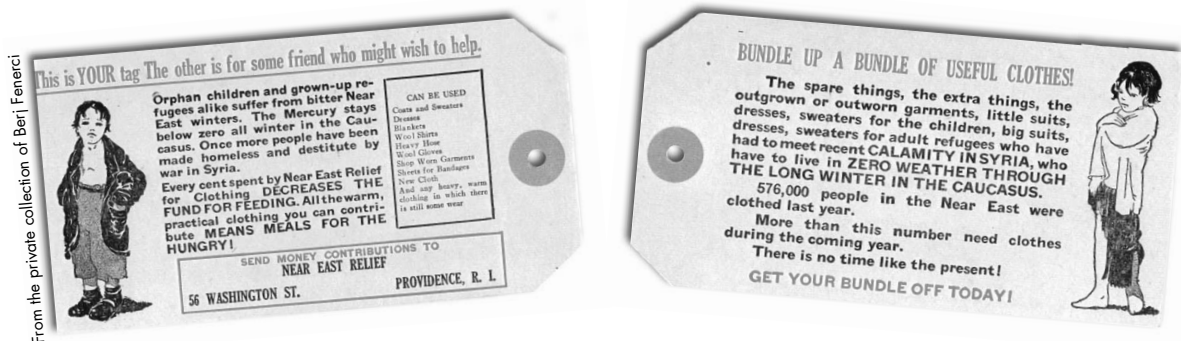 From the private collection of Berj Fenerci
This is YOUR tag The other is for some friend who might wish to help.
Orphan children and grown-up re-
fugees alike suffer from bitter Near
East winters. The Mercury stays
below zero all winter in the Cau-
casus. Once more people have been
made homeless and destitute by
war in Syria.
Every cent spent by Near East Relief
for Clothing DECREASES THE
FUND FOR FEEDING. All the warm,
practical clothing you can contri-
bute MEANS MEALS FOR THE
HUNGRY!
CAN BE USED
Coats and Sweaters
Dresses
Blankets
Wool Shirts
Heavy Hose
Wool Gloves
Shop Worn Garments
Sheets for Bandages
New Cloth
And any heavy, warm
clothing in which there
is still some wear
SEND MONEY CONTRIBUTIONS TO
NEAR EAST RELIEF
56 WASHINGTON ST. PROVIDENCE, R. I.
BUNDLE UP A BUNDLE OF USEFUL CLOTHES!
The spare things, the extra things, the
outgrown or outworn garments, little suits,
dresses, sweaters for the children, big suits,
dresses, sweaters for adult refugees who have
had to meet recent CALAMITY IN SYRIA, who
have to live in ZERO WEATHER THROUGH
THE LONG WINTER IN THE CAUCASUS.
576,000 people in the Near East were
clothed last year.
More than this number need clothes
during the coming year.
There is no time like the present!
GET YOUR BUNDLE OFF TODAY!